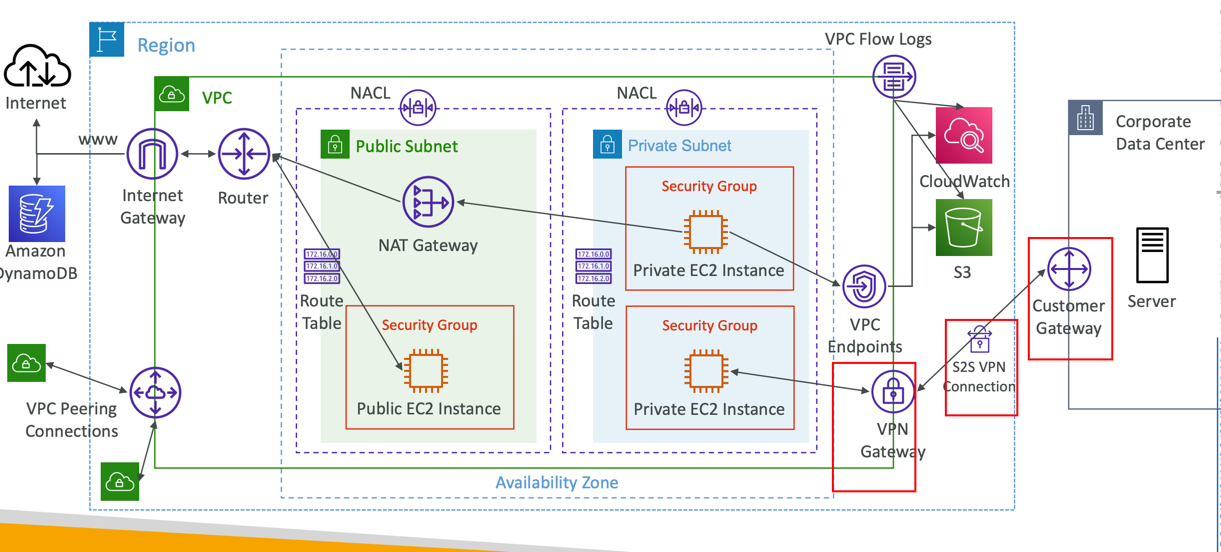 Region
VPC Flow Logs
Internet
VPC
NACL
NACL
www
Public Subnet
Private Subnet
Corporate
Data Center
Security Group
CloudWatch
Internet
Gateway
Router
NAT Gateway
Private EC2 Instance
S3
Amazon
DynamoDB
172.16.0.0
172.16.1.0
172.16.2.0
172.16.0.0
172.16.1.0
172.16.2.0
Route
Table
Route
Table
Customer
Gateway
Server
Security Group
Security Group
VPC
Endpoints
S2S VPN
Connection
VPC Peering
Connections
Public EC2 Instance
Private EC2 Instance
VPN
Gateway
Availability Zone